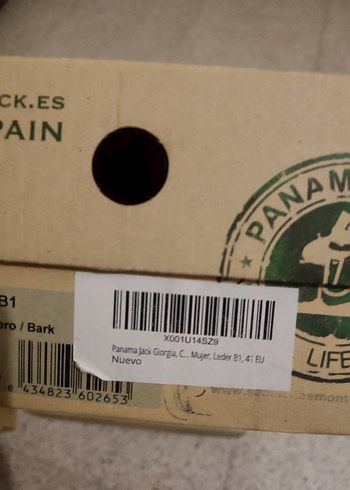 CK.ES
PAIN
PANAM
B1
ero / Bark
X001U14SZ9
Panama Jack Giorgia, C... Mujer, Leder B1, 41 EU
Nuevo
LIFE
434823 602653